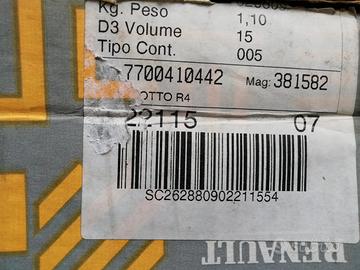 Kg. Peso 1,10
D3 Volume 15
Tipo Cont. 005
7700410442 Mag: 381582
OTTO R4
22115 07
SC262880902211554
RENAULT